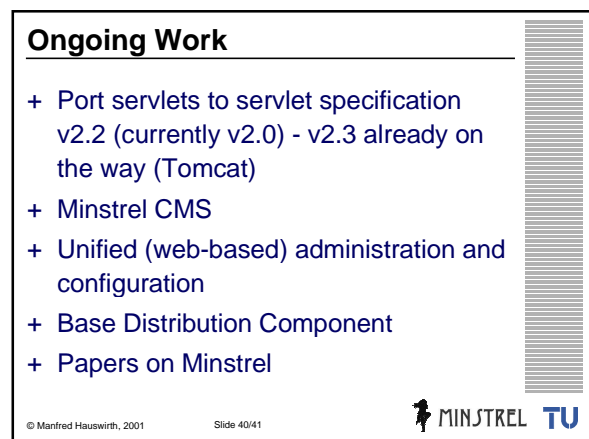 Ongoing Work
+ Port servlets to servlet specification
v2.2 (currently v2.0) - v2.3 already on
the way (Tomcat)
+ Minstrel CMS
+ Unified (web-based) administration and
configuration
+ Base Distribution Component
+ Papers on Minstrel
© Manfred Hauswirth, 2001 Slide 40/41 MINSTREL TU